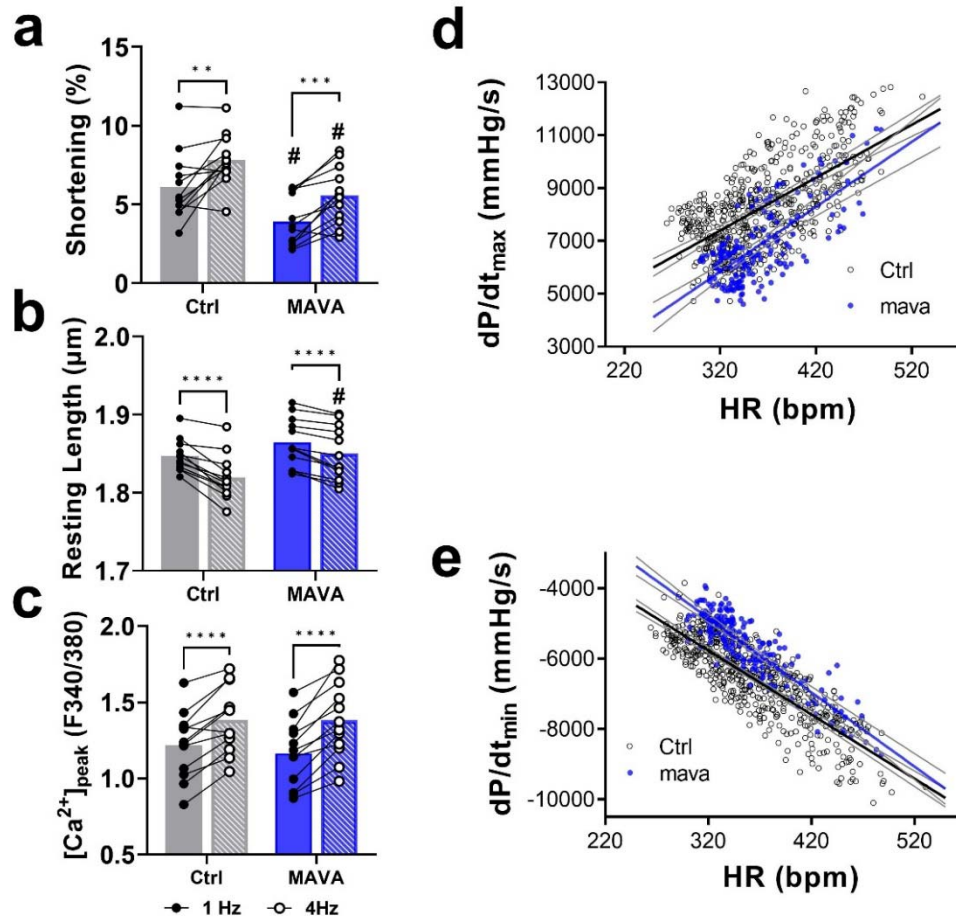 a
Shortening (%)
15
10
5
0
**
***
#
#
Ctrl
MAVA
b
Resting Length (µm)
2.0
1.9
1.8
1.7
****
****
#
Ctrl
MAVA
c
[Ca²⁺]peak (F340/380)
2.0
1.5
1.0
0.5
****
****
Ctrl
MAVA
1 Hz
4Hz
d
dP/dtmax (mmHg/s)
13000
11000
9000
7000
5000
3000
Ctrl
mava
220 320 420 520
HR (bpm)
e
dP/dtmin (mmHg/s)
-4000
-6000
-8000
-10000
Ctrl
mava
220 320 420 520
HR (bpm)